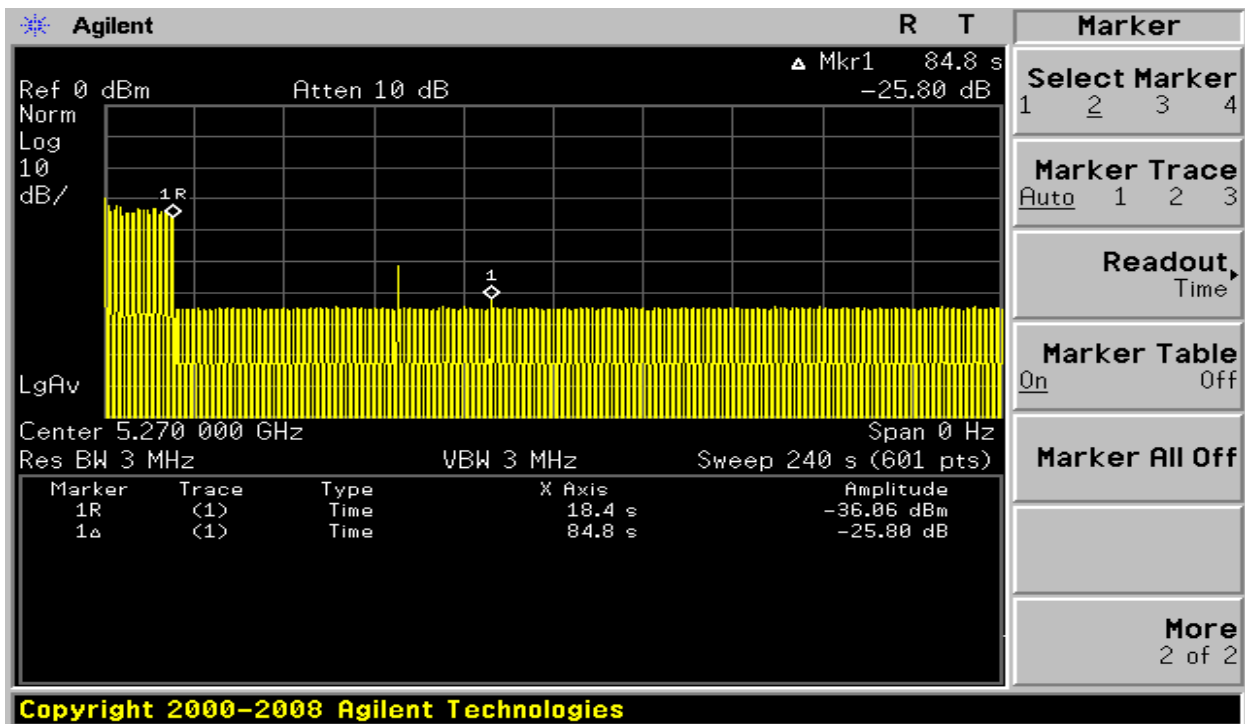 Agilent R T
Δ Mkr1 84.8 s
Ref 0 dBm Atten 10 dB -25.80 dB
Norm
Log
10
dB/
1R
1
LgAv
Center 5.270 000 GHz Span 0 Hz
Res BW 3 MHz VBW 3 MHz Sweep 240 s (601 pts)
Marker Trace Type X Axis Amplitude
1R (1) Time 18.4 s -36.06 dBm
1Δ (1) Time 84.8 s -25.80 dB
Copyright 2000-2008 Agilent Technologies
Marker
Select Marker
1 2 3 4
Marker Trace
Auto 1 2 3
Readout
Time
Marker Table
On Off
Marker All Off
More
2 of 2